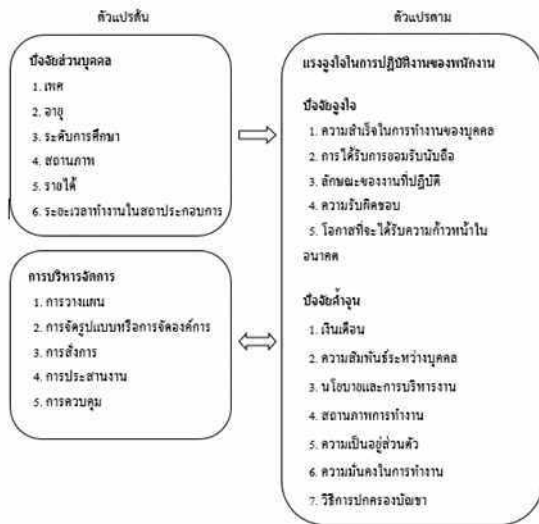 ตัวแปรต้น
ปัจจัยส่วนบุคคล
1. เพศ
2. อายุ
3. ระดับการศึกษา
4. สถานภาพ
5. รายได้
6. ระยะเวลาทำงานในสถาประกอบการ
การบริหารจัดการ
1. การวางแผน
2. การจัดรูปแบบหรือการจัดองค์การ
3. การสั่งการ
4. การประสานงาน
5. การควบคุม
ตัวแปรตาม
แรงจูงใจในการปฏิบัติงานของพนักงาน
ปัจจัยจูงใจ
1. ความสำเร็จในการทำงานของบุคคล
2. การได้รับการยอมรับนับถือ
3. ลักษณะของงานที่ปฏิบัติ
4. ความรับผิดชอบ
5. โอกาสที่จะได้รับความก้าวหน้าใน
อนาคต
ปัจจัยค้ำจุน
1. เงินเดือน
2. ความสัมพันธ์ระหว่างบุคคล
3. นโยบายและการบริหารงาน
4. สถานภาพการทำงาน
5. ความเป็นอยู่ส่วนตัว
6. ความมั่นคงในการทำงาน
7. วิธีการปกครองบัญชา